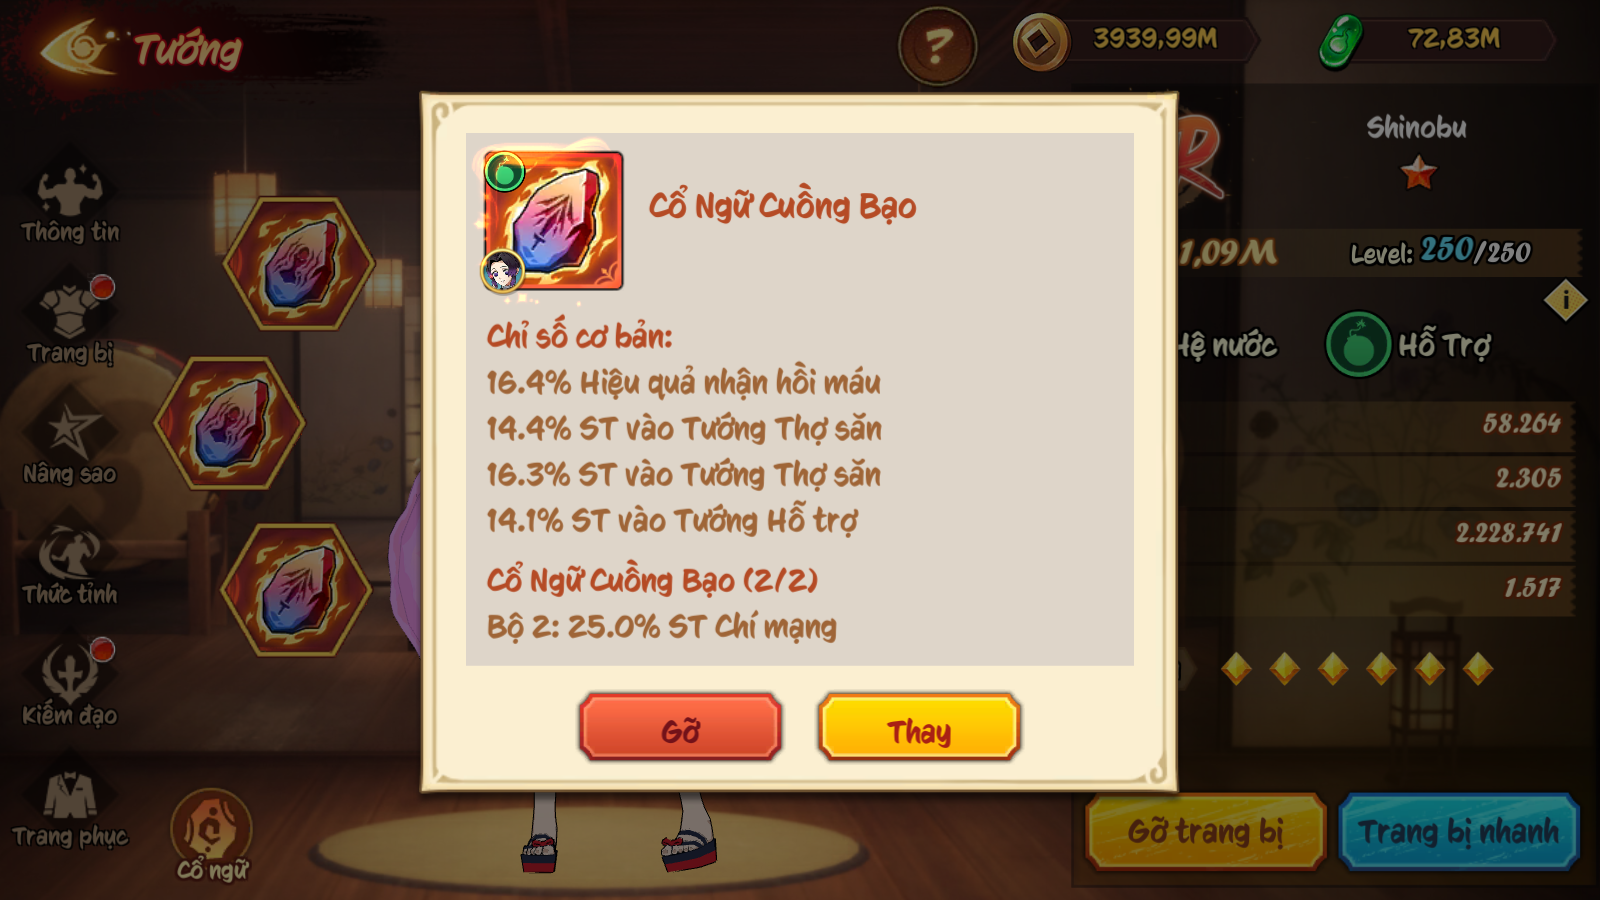 Tướng
?
3939,99M
72,83M
Shinobu
R
1,09M
Level: 250/250
Thông tin
Trang bị
Nâng sao
Thức tỉnh
Kiếm đạo
Trang phục
Cổ ngữ
Cổ Ngữ Cuồng Bạo
Chỉ số cơ bản:
16.4% Hiệu quả nhận hồi máu
14.4% ST vào Tướng Thợ săn
16.3% ST vào Tướng Thợ săn
14.1% ST vào Tướng Hỗ trợ
Cổ Ngữ Cuồng Bạo (2/2)
Bộ 2: 25.0% ST Chí mạng
Gỡ
Thay
i
Hệ nước
Hỗ Trợ
58.264
2.305
2.228.741
1.517
Gỡ trang bị
Trang bị nhanh